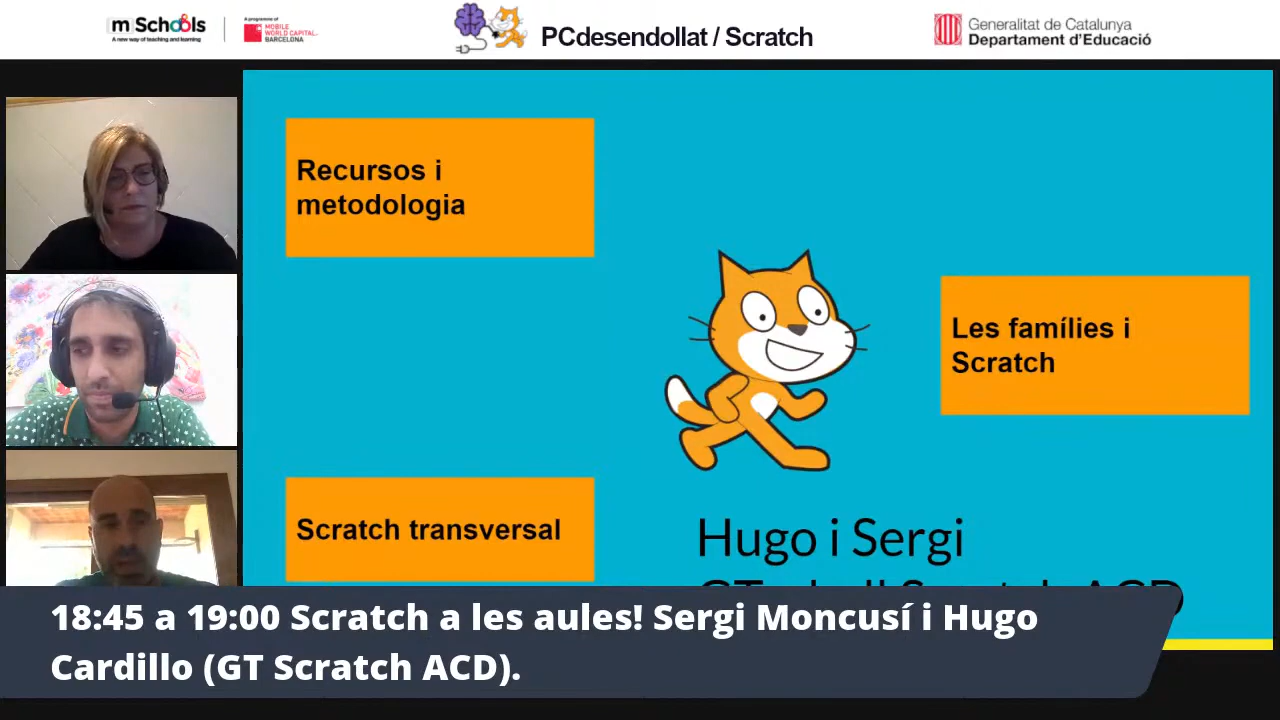 mSchools
A new way of teaching and learning
A programme of
MOBILE
WORLD CAPITAL
BARCELONA
PCdesendollat / Scratch
Generalitat de Catalunya
Departament d'Educació
Recursos i
metodologia
Les famílies i
Scratch
Scratch transversal
Hugo i Sergi
18:45 a 19:00 Scratch a les aules! Sergi Moncusí i Hugo
Cardillo (GT Scratch ACD).